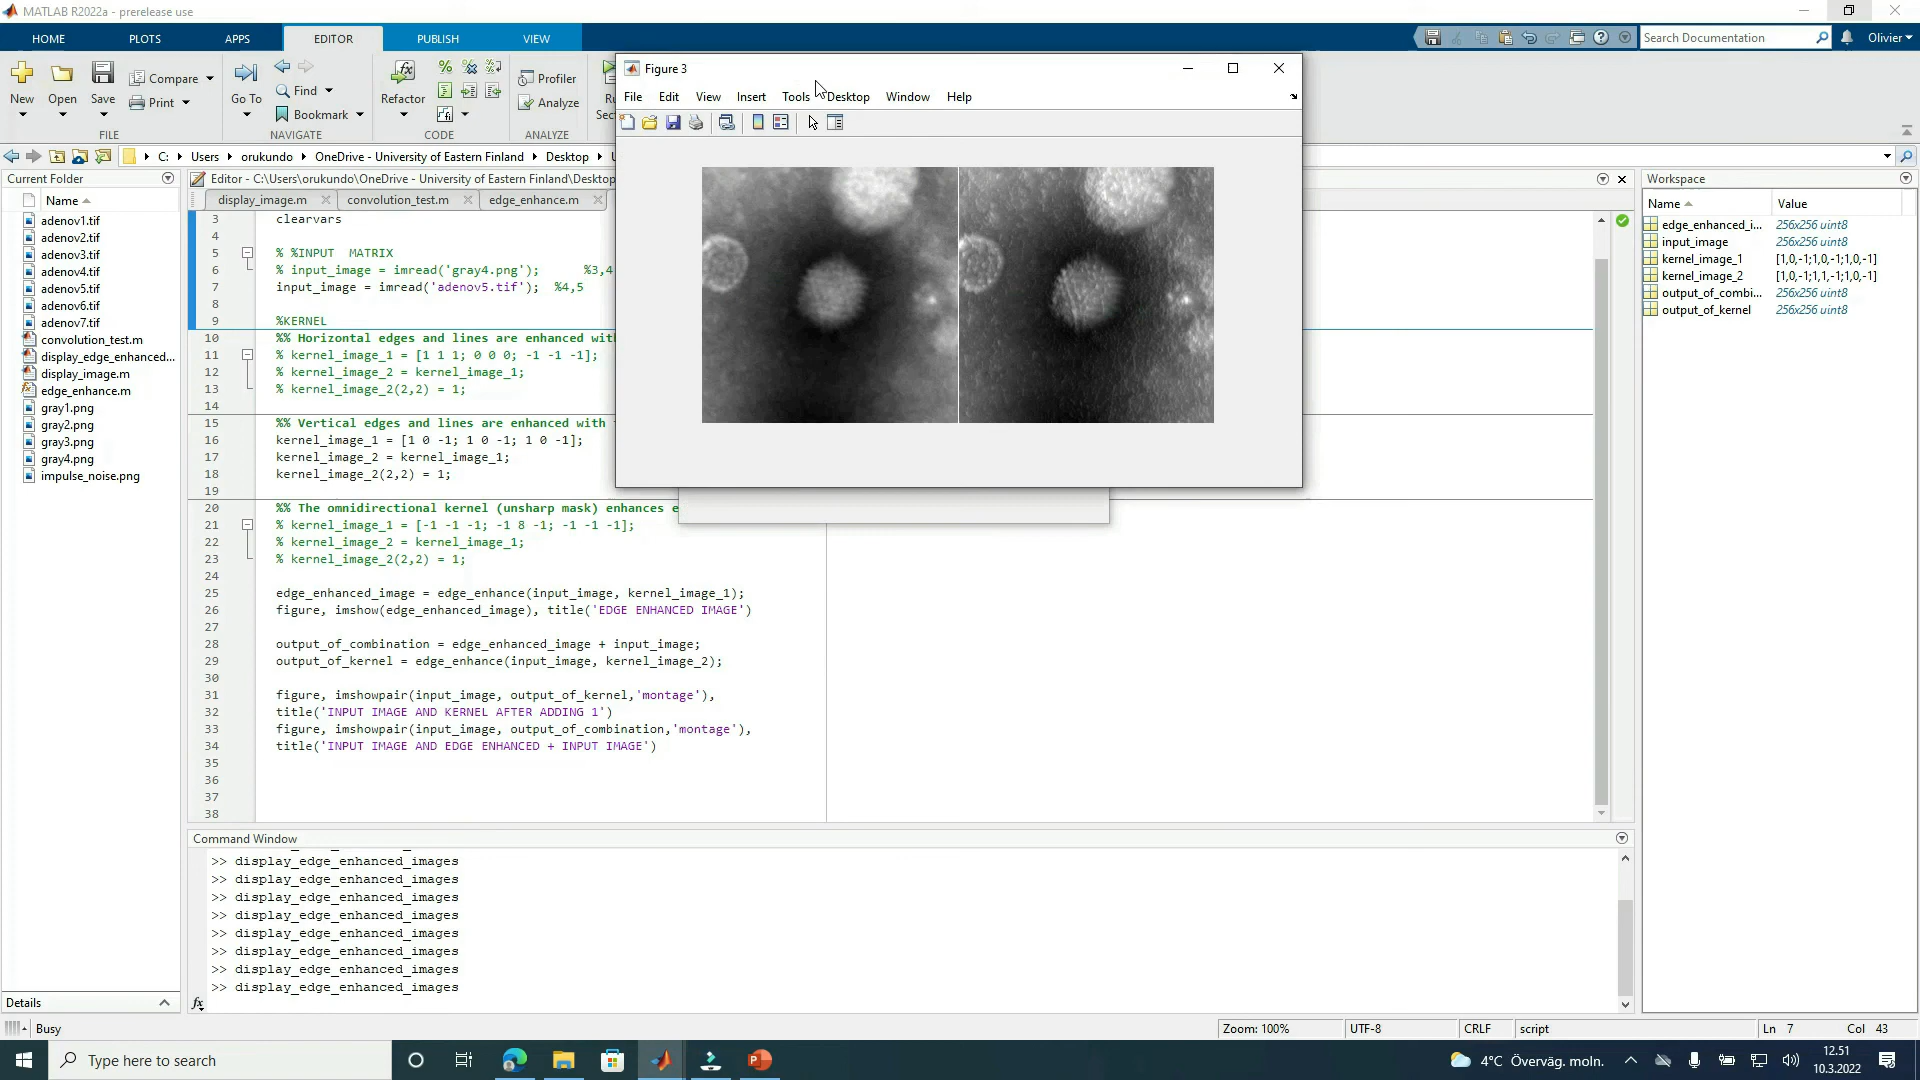 MATLAB R2022a - prerelease use
HOME PLOTS APPS EDITOR PUBLISH VIEW
Search Documentation
Olivier
New Open Save Compare Print
Go To Find Bookmark
Refactor
Profiler Analyze
FILE NAVIGATE CODE ANALYZE
C: Users orukundo OneDrive - University of Eastern Finland Desktop
Current Folder
Name
adenov1.tif
adenov2.tif
adenov3.tif
adenov4.tif
adenov5.tif
adenov6.tif
adenov7.tif
convolution_test.m
display_edge_enhanced...
display_image.m
edge_enhance.m
gray1.png
gray2.png
gray3.png
gray4.png
impulse_noise.png
Details
Editor - C:\Users\orukundo\OneDrive - University of Eastern Finland\Desktop
display_image.m convolution_test.m edge_enhance.m
3 clearvars
4
5 % %INPUT MATRIX
6 % input_image = imread('gray4.png'); %3,4
7 input_image = imread('adenov5.tif'); %4,5
8
9 %KERNEL
10 %% Horizontal edges and lines are enhanced wit
11 % kernel_image_1 = [1 1 1; 0 0 0; -1 -1 -1];
12 % kernel_image_2 = kernel_image_1;
13 % kernel_image_2(2,2) = 1;
14
15 %% Vertical edges and lines are enhanced with
16 kernel_image_1 = [1 0 -1; 1 0 -1; 1 0 -1];
17 kernel_image_2 = kernel_image_1;
18 kernel_image_2(2,2) = 1;
19
20 %% The omnidirectional kernel (unsharp mask) enhances e
21 % kernel_image_1 = [-1 -1 -1; -1 8 -1; -1 -1 -1];
22 % kernel_image_2 = kernel_image_1;
23 % kernel_image_2(2,2) = 1;
24
25 edge_enhanced_image = edge_enhance(input_image, kernel_image_1);
26 figure, imshow(edge_enhanced_image), title('EDGE ENHANCED IMAGE')
27
28 output_of_combination = edge_enhanced_image + input_image;
29 output_of_kernel = edge_enhance(input_image, kernel_image_2);
30
31 figure, imshowpair(input_image, output_of_kernel,'montage'),
32 title('INPUT IMAGE AND KERNEL AFTER ADDING 1')
33 figure, imshowpair(input_image, output_of_combination,'montage'),
34 title('INPUT IMAGE AND EDGE ENHANCED + INPUT IMAGE')
35
36
37
38
Figure 3
File Edit View Insert Tools Desktop Window Help
Workspace
Name Value
edge_enhanced_i... 256x256 uint8
input_image 256x256 uint8
kernel_image_1 [1,0,-1;1,0,-1;1,0,-1]
kernel_image_2 [1,0,-1;1,1,-1;1,0,-1]
output_of_combi... 256x256 uint8
output_of_kernel 256x256 uint8
Command Window
>> display_edge_enhanced_images
>> display_edge_enhanced_images
>> display_edge_enhanced_images
>> display_edge_enhanced_images
>> display_edge_enhanced_images
>> display_edge_enhanced_images
>> display_edge_enhanced_images
>> display_edge_enhanced_images
fx
Busy
Zoom: 100% UTF-8 CRLF script Ln 7 Col 43
Type here to search
4°C Överväg. moln.
12.51
10.3.2022